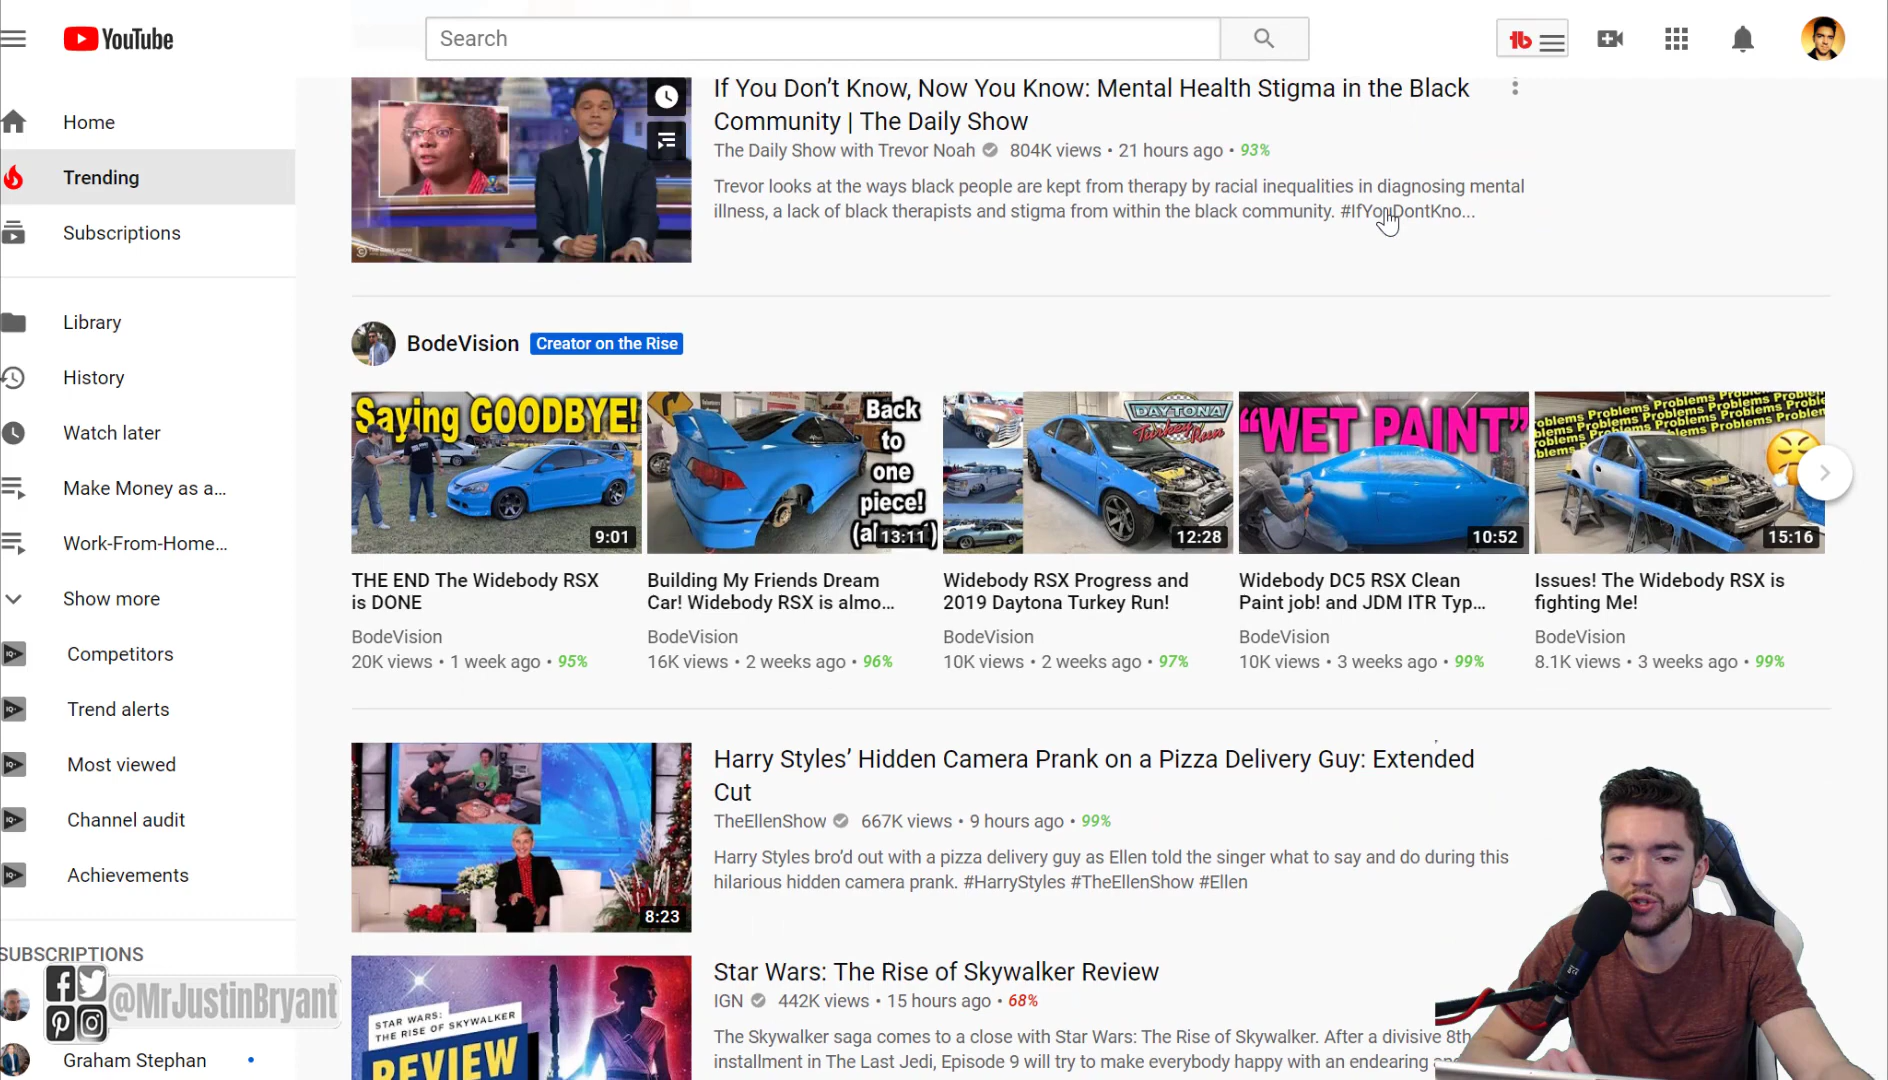 YouTube
Search
Home
Trending
Subscriptions
Library
History
Watch later
Make Money as a...
Work-From-Home...
Show more
Competitors
Trend alerts
Most viewed
Channel audit
Achievements
SUBSCRIPTIONS
@MrJustinBryant
Graham Stephan
If You Don’t Know, Now You Know: Mental Health Stigma in the Black
Community | The Daily Show
The Daily Show with Trevor Noah 804K views • 21 hours ago • 93%
Trevor looks at the ways black people are kept from therapy by racial inequalities in diagnosing mental
illness, a lack of black therapists and stigma from within the black community. #IfYouDontKno...
BodeVision Creator on the Rise
Saying GOODBYE!
9:01
Back
to
one
piece!
13:11
DAYTONA
Turkey Run
12:28
“WET PAINT”
10:52
Problems Problems Problems
Problems Problems Problems Problems
15:16
THE END The Widebody RSX
is DONE
BodeVision
20K views • 1 week ago • 95%
Building My Friends Dream
Car! Widebody RSX is almo...
BodeVision
16K views • 2 weeks ago • 96%
Widebody RSX Progress and
2019 Daytona Turkey Run!
BodeVision
10K views • 2 weeks ago • 97%
Widebody DC5 RSX Clean
Paint job! and JDM ITR Typ...
BodeVision
10K views • 3 weeks ago • 99%
Issues! The Widebody RSX is
fighting Me!
BodeVision
8.1K views • 3 weeks ago • 99%
8:23
Harry Styles’ Hidden Camera Prank on a Pizza Delivery Guy: Extended
Cut
TheEllenShow 667K views • 9 hours ago • 99%
Harry Styles bro’d out with a pizza delivery guy as Ellen told the singer what to say and do during this
hilarious hidden camera prank. #HarryStyles #TheEllenShow #Ellen
STAR WARS:
THE RISE OF SKYWALKER
REVIEW
Star Wars: The Rise of Skywalker Review
IGN 442K views • 15 hours ago • 68%
The Skywalker saga comes to a close with Star Wars: The Rise of Skywalker. After a divisive 8th
installment in The Last Jedi, Episode 9 will try to make everybody happy with an endearing